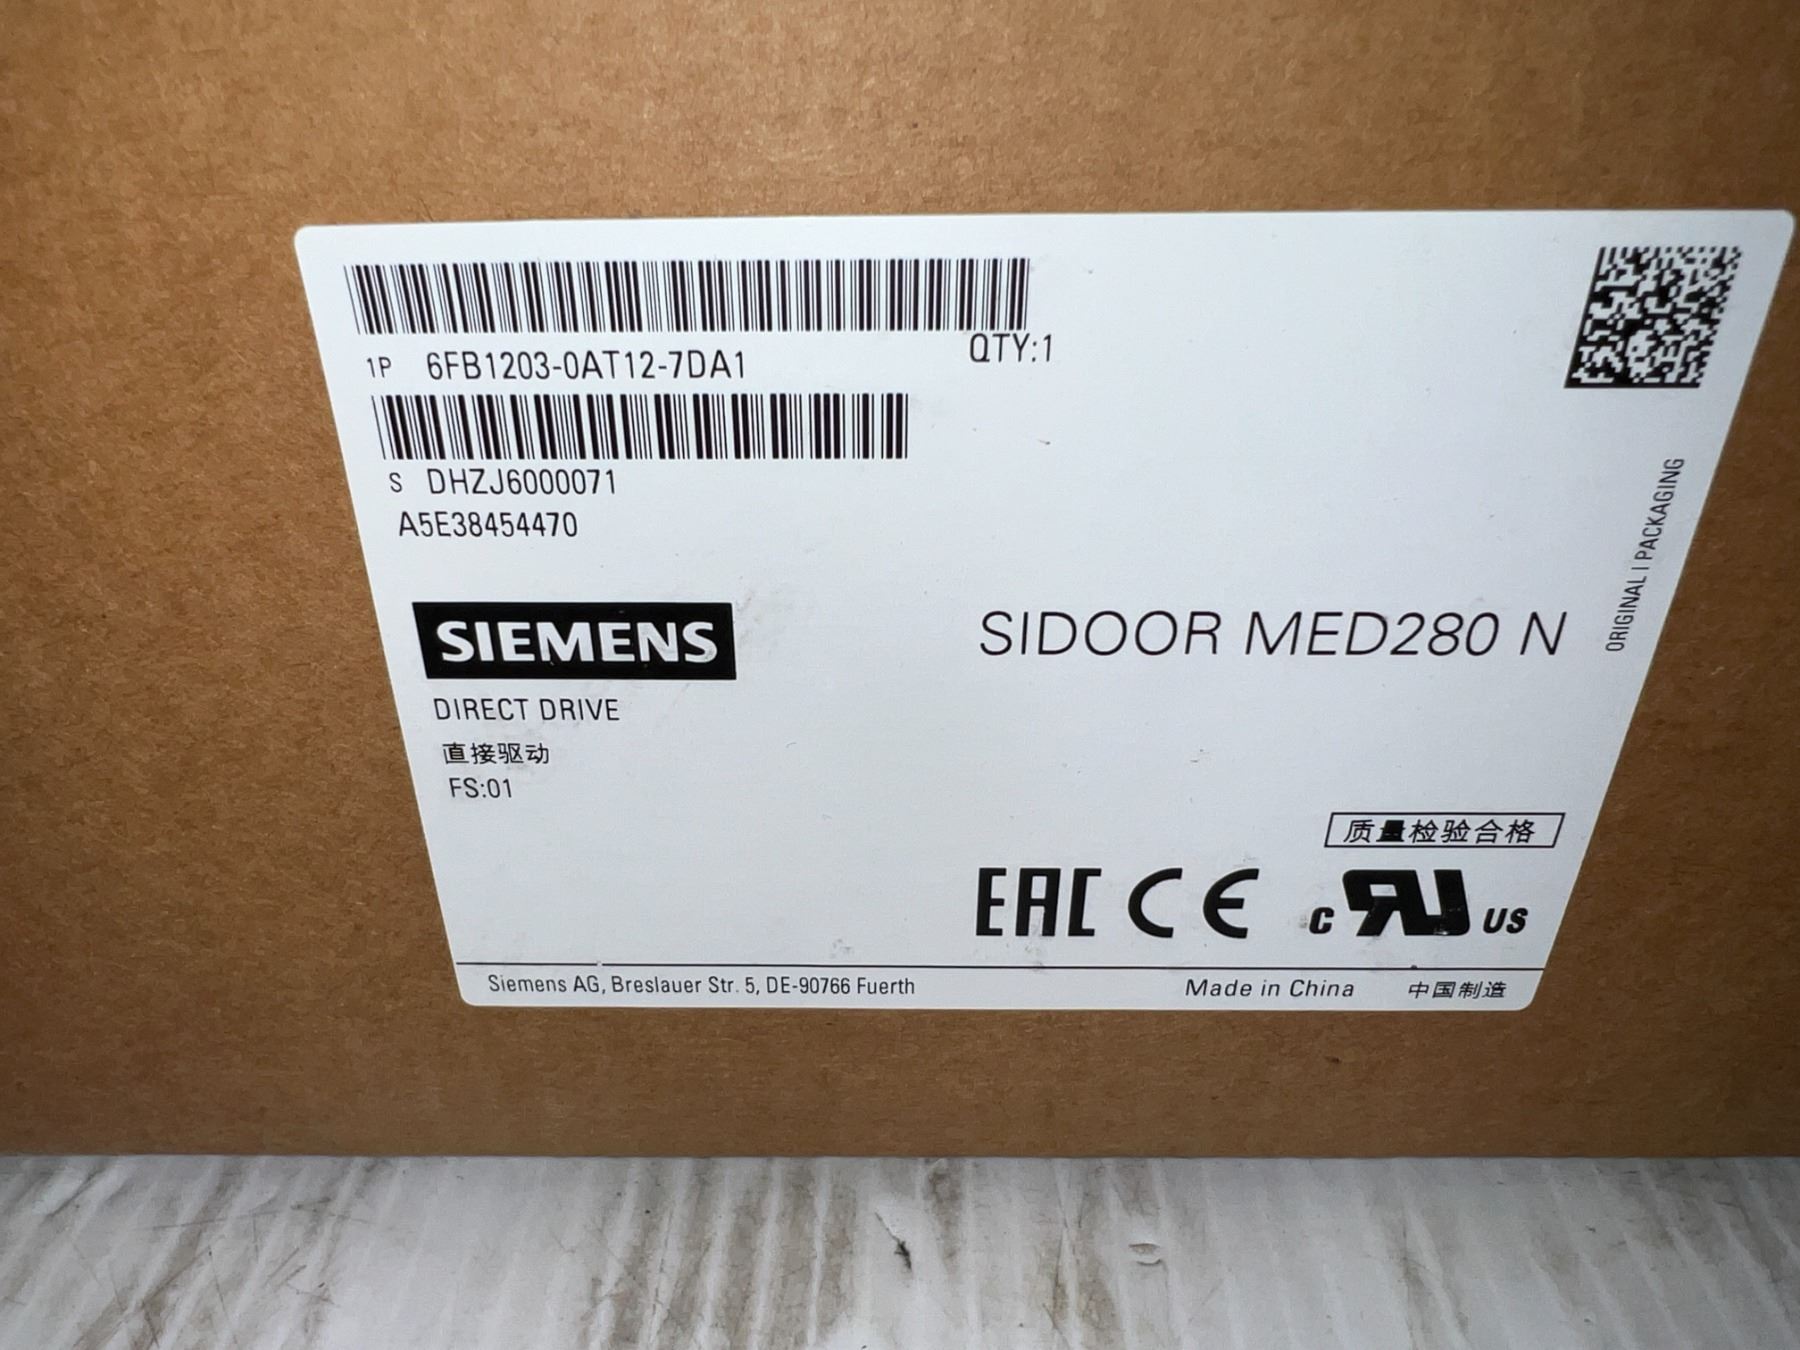 1P 6FB1203-0AT12-7DA1 QTY:1
S DHZJ6000071
A5E38454470
SIEMENS
SIDOOR MED280 N
DIRECT DRIVE
直接驱动
FS:01
ORIGINAL | PACKAGING
质量检验合格
EAC CE c RU US
Siemens AG, Breslauer Str. 5, DE-90766 Fuerth Made in China 中国制造